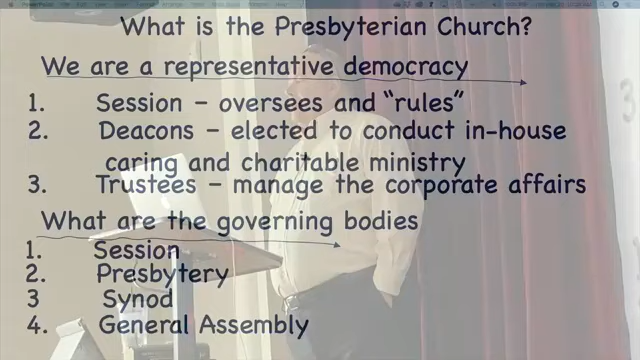 What is the Presbyterian Church?
We are a representative democracy
1. Session – oversees and “rules”
2. Deacons – elected to conduct in-house
caring and charitable ministry
3. Trustees – manage the corporate affairs
What are the governing bodies
1. Session
2. Presbytery
3 Synod
4. General Assembly